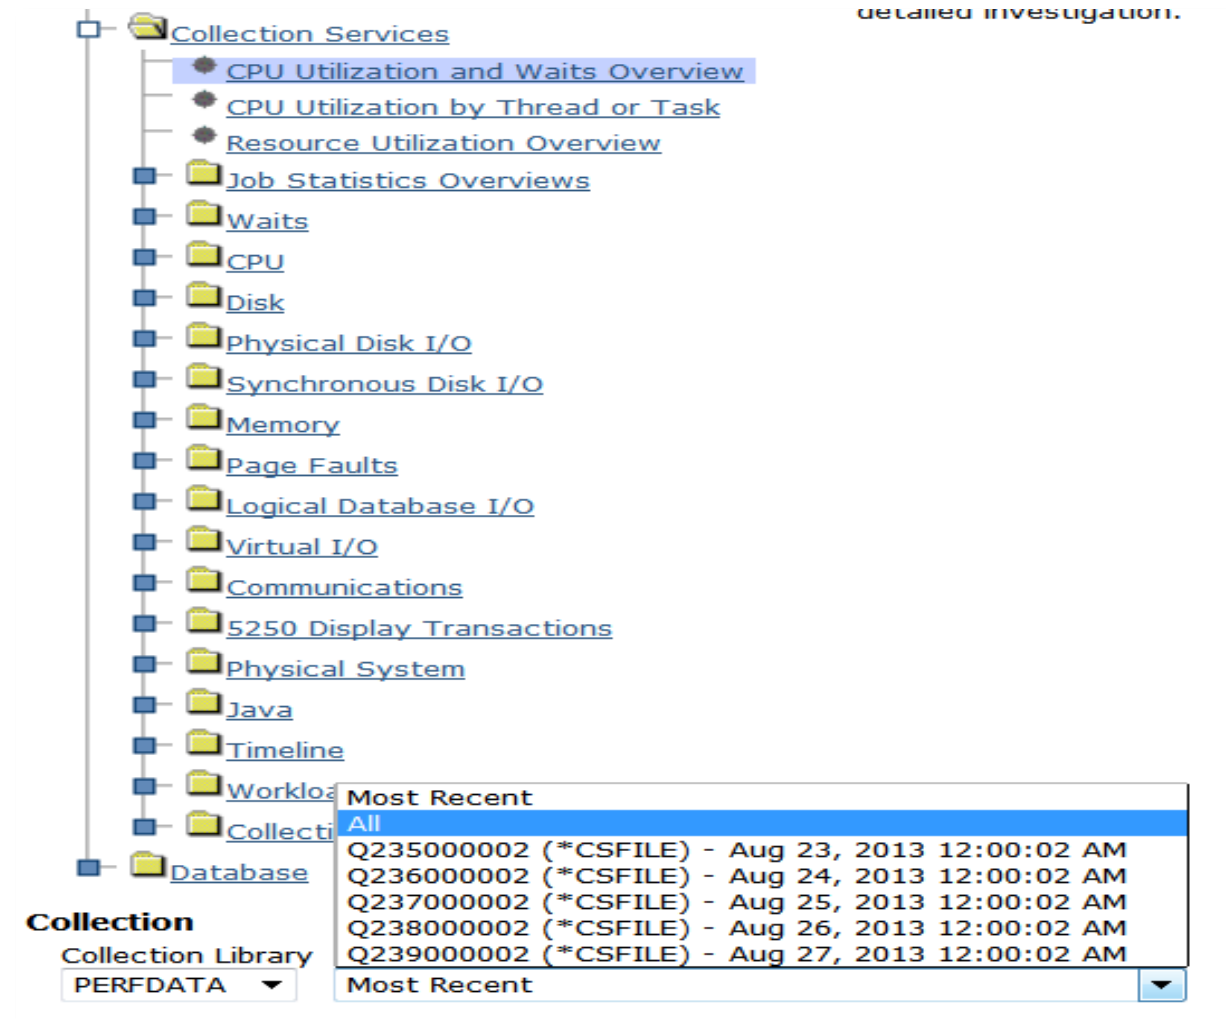 detailed investigation.
Collection Services
CPU Utilization and Waits Overview
CPU Utilization by Thread or Task
Resource Utilization Overview
Job Statistics Overviews
Waits
CPU
Disk
Physical Disk I/O
Synchronous Disk I/O
Memory
Page Faults
Logical Database I/O
Virtual I/O
Communications
5250 Display Transactions
Physical System
Java
Timeline
Most Recent
All
Q235000002 (*CSFILE) - Aug 23, 2013 12:00:02 AM
Q236000002 (*CSFILE) - Aug 24, 2013 12:00:02 AM
Q237000002 (*CSFILE) - Aug 25, 2013 12:00:02 AM
Q238000002 (*CSFILE) - Aug 26, 2013 12:00:02 AM
Q239000002 (*CSFILE) - Aug 27, 2013 12:00:02 AM
Database
Collection
Collection Library
PERFDATA
Most Recent